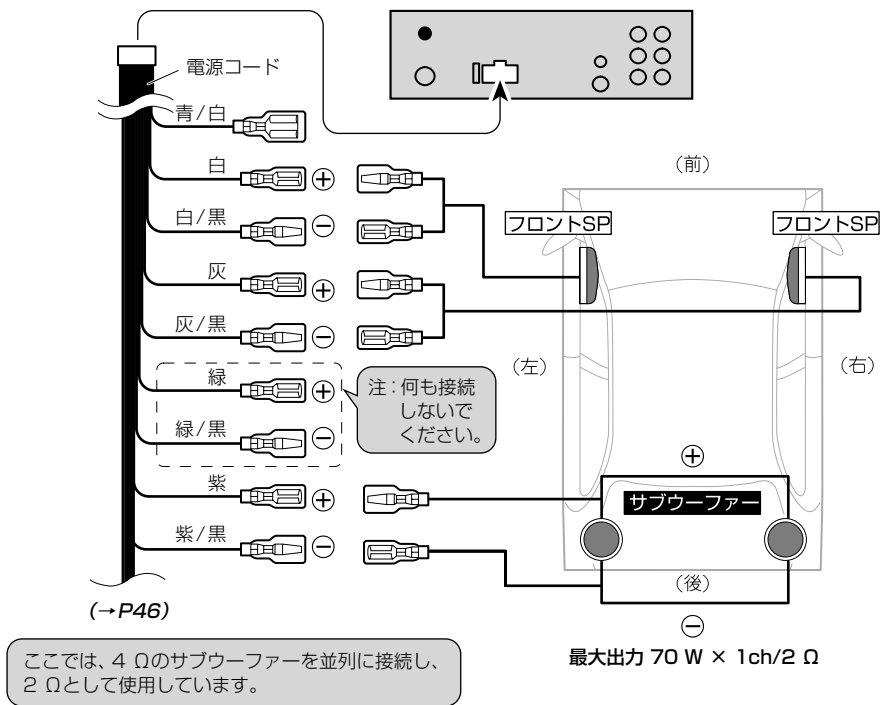 電源コード
青/白
白
⊕
白/黒
⊖
灰
⊕
灰/黒
⊖
緑
⊕
緑/黒
⊖
注:何も接続
しないで
ください。
紫
⊕
紫/黒
⊖
(→P46)
(前)
フロントSP
フロントSP
(左)
(右)
⊕
サブウーファー
(後)
⊖
最大出力 70 W × 1ch/2 Ω
ここでは、4 Ωのサブウーファーを並列に接続し、
2 Ωとして使用しています。